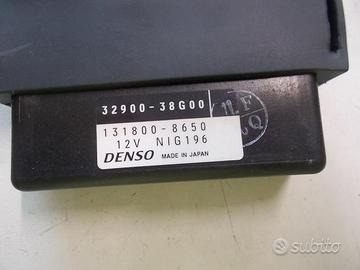 32900-38G00
131800-8650
12V NIG196
DENSO MADE IN JAPAN
subito